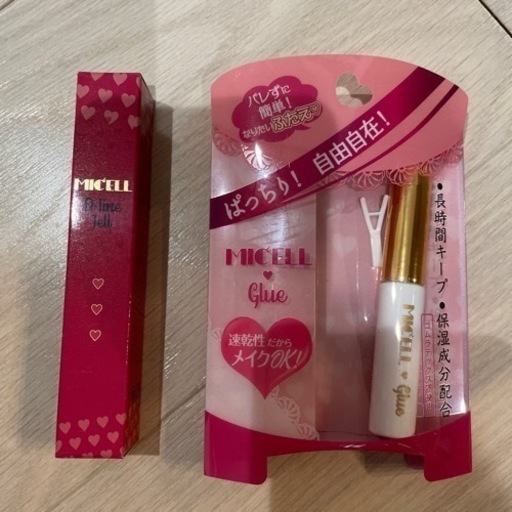 MICELL
D-line
Jell
バレずに
簡単!
なりたいふたえ
ぱっちり! 自由自在!
MICELL
Glue
速乾性だから
メイクOK!
MICELL Glue
●長時間キープ
●保湿成分配合